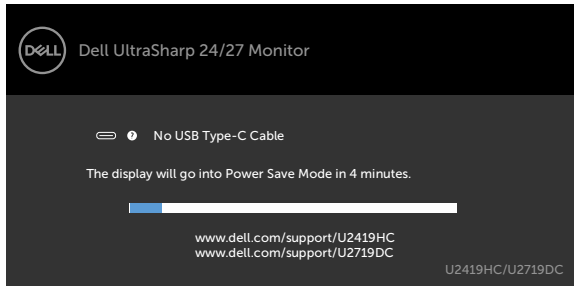 DELL
Dell UltraSharp 24/27 Monitor
? No USB Type-C Cable
The display will go into Power Save Mode in 4 minutes.
www.dell.com/support/U2419HC
www.dell.com/support/U2719DC
U2419HC/U2719DC